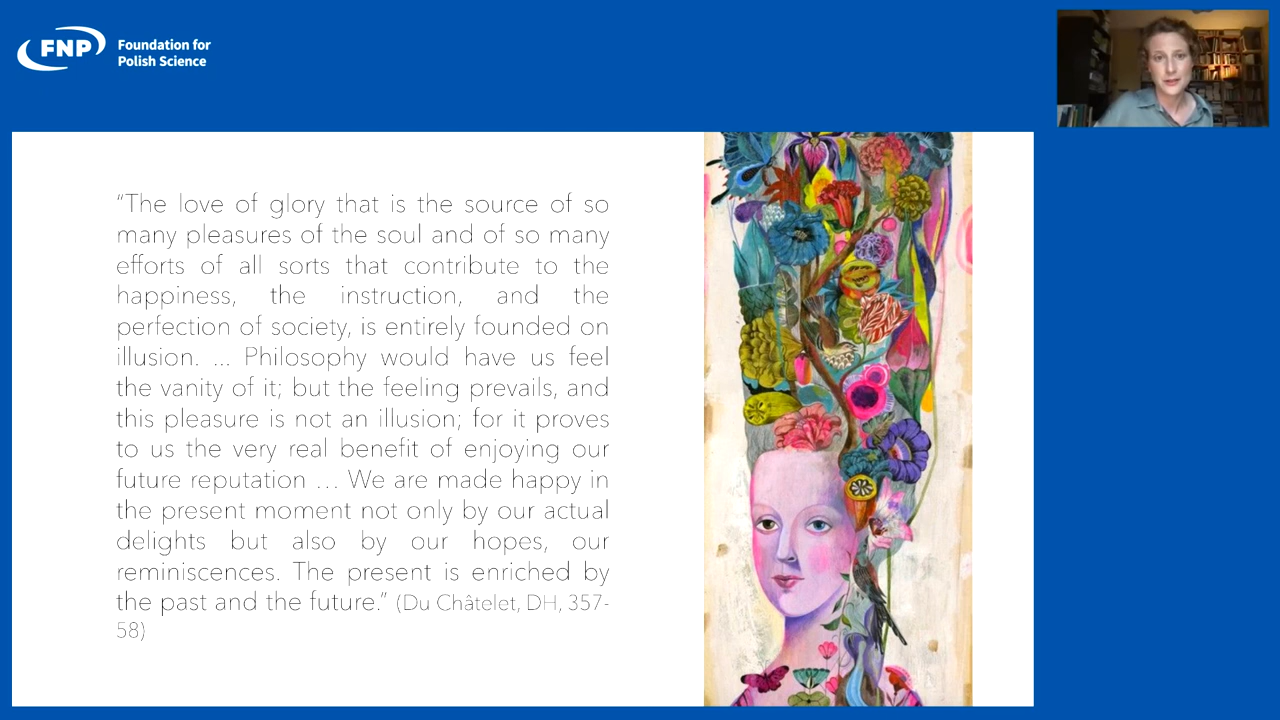 FNP
Foundation for
Polish Science
“The love of glory that is the source of so
many pleasures of the soul and of so many
efforts of all sorts that contribute to the
happiness, the instruction, and the
perfection of society, is entirely founded on
illusion. ... Philosophy would have us feel
the vanity of it; but the feeling prevails, and
this pleasure is not an illusion; for it proves
to us the very real benefit of enjoying our
future reputation … We are made happy in
the present moment not only by our actual
delights but also by our hopes, our
reminiscences. The present is enriched by
the past and the future.” (Du Châtelet, DH, 357-
58)